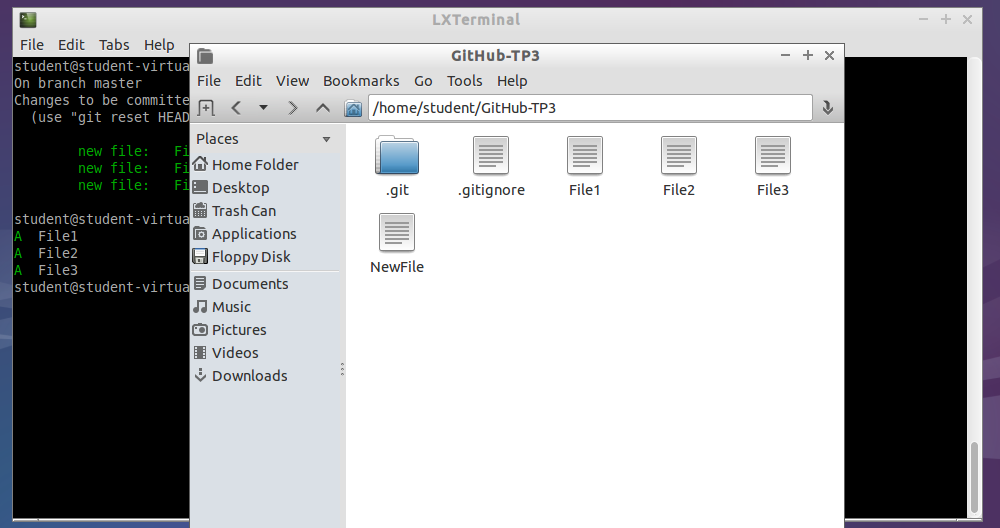 LXTerminal
File Edit Tabs Help
student@student-virtua
On branch master
Changes to be committe
(use "git reset HEAD
new file: Fi
new file: Fi
new file: Fi
student@student-virtua
A File1
A File2
A File3
student@student-virtua
GitHub-TP3
File Edit View Bookmarks Go Tools Help
/home/student/GitHub-TP3
Places
Home Folder
Desktop
Trash Can
Applications
Floppy Disk
Documents
Music
Pictures
Videos
Downloads
.git .gitignore File1 File2 File3
NewFile